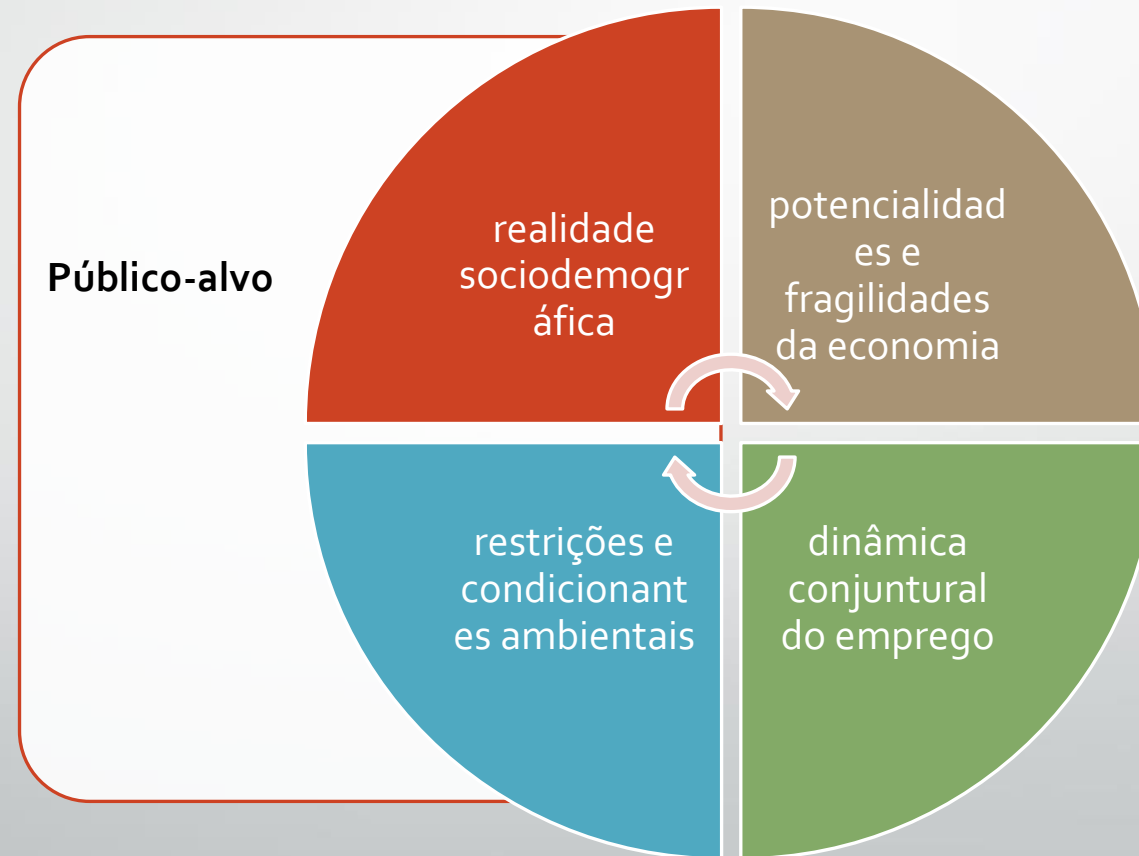 Público-alvo
realidade
sociodemogr
áfica
potencialidad
es e
fragilidades
da economia
restrições e
condicionant
es ambientais
dinâmica
conjuntural
do emprego